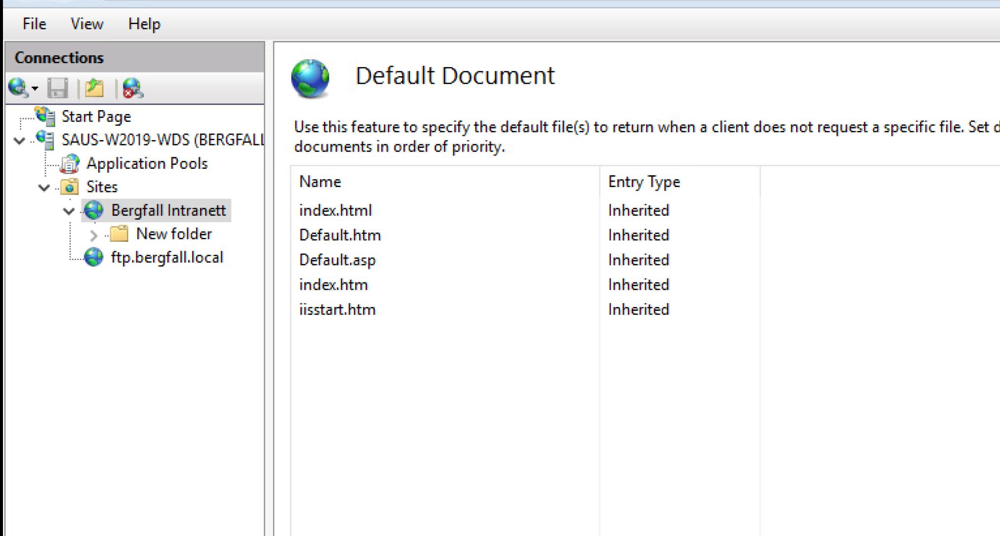 File View Help
Connections
Start Page
SAUS-W2019-WDS (BERGFALL
Application Pools
Sites
Bergfall Intranett
New folder
ftp.bergfall.local
Default Document
Use this feature to specify the default file(s) to return when a client does not request a specific file. Set
documents in order of priority.
Name Entry Type
index.html Inherited
Default.htm Inherited
Default.asp Inherited
index.htm Inherited
iisstart.htm Inherited